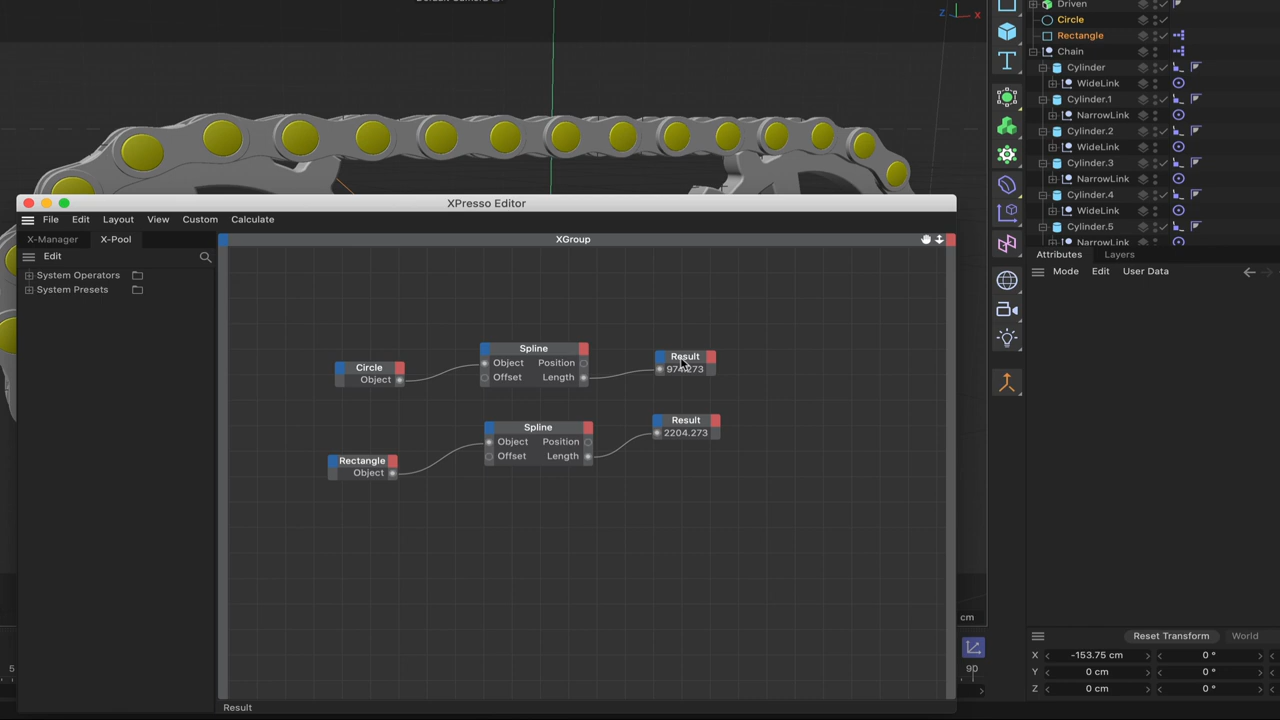 Z
X
Driven
Circle
Rectangle
Chain
Cylinder
WideLink
Cylinder.1
NarrowLink
Cylinder.2
WideLink
Cylinder.3
NarrowLink
Cylinder.4
WideLink
Cylinder.5
NarrowLink
XPresso Editor
File Edit Layout View Custom Calculate
X-Manager X-Pool
Edit
System Operators
System Presets
XGroup
Circle
Object
Spline
Object Position
Offset Length
Result
Result
2204.273
Spline
Object Position
Offset Length
Rectangle
Object
Result
Attributes Layers
Mode Edit User Data
cm
5
90
Reset Transform World
X -153.75 cm 0 °
Y 0 cm 0 °
Z 0 cm 0 °